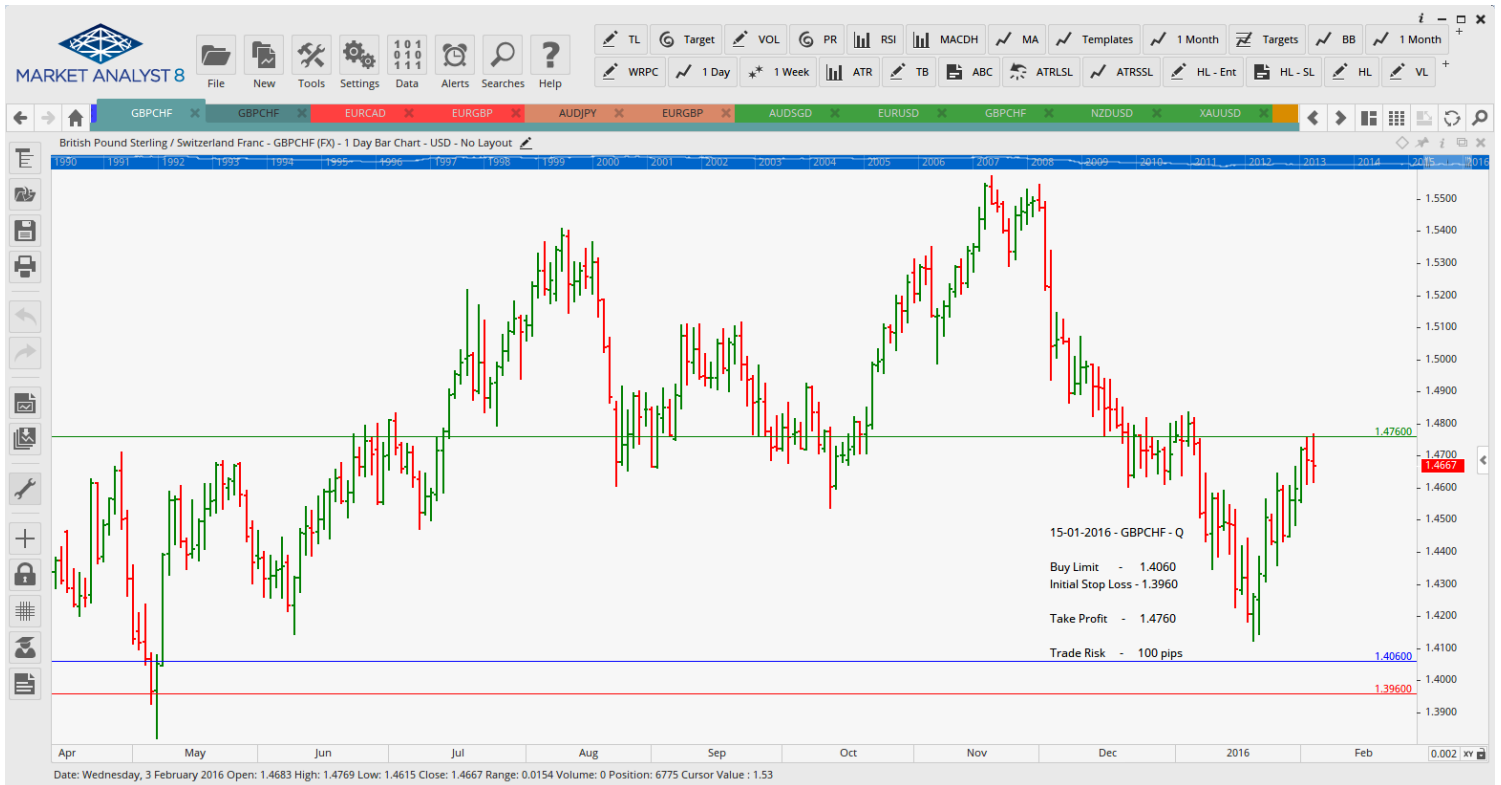 MARKET ANALYST 8
File
New
Tools
Settings
101
010
111
Data
Alerts
Searches
?
Help
TL
Target
VOL
PR
RSI
MACDH
MA
Templates
1 Month
Targets
BB
1 Month
WRPC
1 Day
1 Week
ATR
TB
ABC
ATRLSL
ATRSSL
HL - Ent
HL - SL
HL
VL
GBPCHF
GBPCHF
EURCAD
EURGBP
AUDJPY
EURGBP
AUDSGD
EURUSD
GBPCHF
NZDUSD
XAUUSD
British Pound Sterling / Switzerland Franc - GBPCHF (FX) - 1 Day Bar Chart - USD - No Layout
1990 1991 1992 1993 1994 1995 1996 1997 1998 1999 2000 2001 2002 2003 2004 2005 2006 2007 2008 2009 2010 2011 2012 2013 2014 2015 2016
1.5500
1.5400
1.5300
1.5200
1.5100
1.5000
1.4900
1.4800
1.47600
1.4700
1.4667
1.4600
1.4500
1.4400
1.4300
1.4200
1.4100
1.40600
1.4000
1.39600
1.3900
15-01-2016 - GBPCHF - Q
Buy Limit - 1.4060
Initial Stop Loss - 1.3960
Take Profit - 1.4760
Trade Risk - 100 pips
Apr May Jun Jul Aug Sep Oct Nov Dec 2016 Feb
0.002 XY
Date: Wednesday, 3 February 2016 Open: 1.4683 High: 1.4769 Low: 1.4615 Close: 1.4667 Range: 0.0154 Volume: 0 Position: 6775 Cursor Value : 1.53